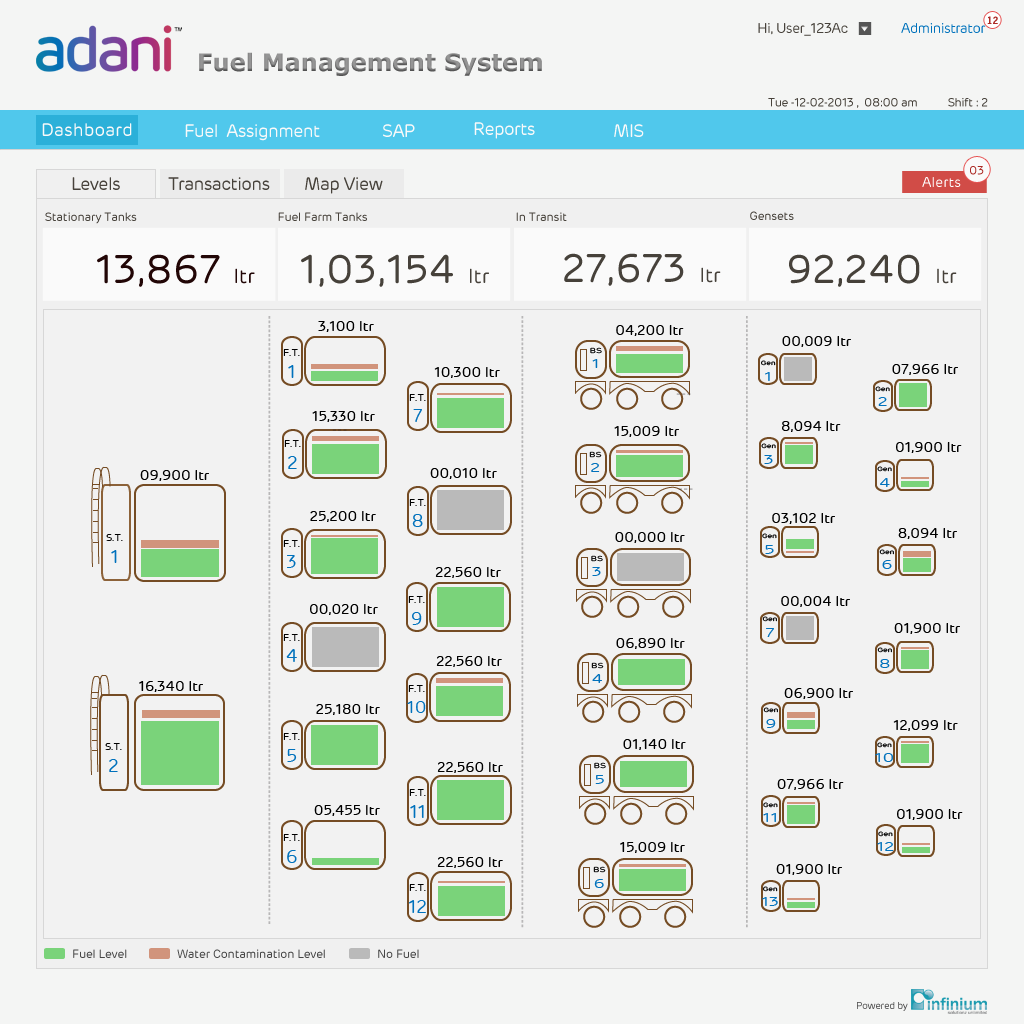 adani™
Fuel Management System
Hi, User_123Ac
Administrator 12
Tue -12-02-2013 , 08:00 am Shift : 2
Dashboard Fuel Assignment SAP Reports MIS
Levels Transactions Map View
Alerts 03
Stationary Tanks
13,867 ltr
Fuel Farm Tanks
1,03,154 ltr
In Transit
27,673 ltr
Gensets
92,240 ltr
09,900 ltr
S.T.
1
16,340 ltr
S.T.
2
3,100 ltr
F.T.
1
15,330 ltr
F.T.
2
25,200 ltr
F.T.
3
00,020 ltr
F.T.
4
25,180 ltr
F.T.
5
05,455 ltr
F.T.
6
10,300 ltr
F.T.
7
00,010 ltr
F.T.
8
22,560 ltr
F.T.
9
22,560 ltr
F.T.
10
22,560 ltr
F.T.
11
22,560 ltr
F.T.
12
04,200 ltr
BS
1
15,009 ltr
BS
2
00,000 ltr
BS
3
06,890 ltr
BS
4
01,140 ltr
BS
5
15,009 ltr
BS
6
00,009 ltr
Gen
1
07,966 ltr
Gen
2
8,094 ltr
Gen
3
01,900 ltr
Gen
4
03,102 ltr
Gen
5
8,094 ltr
Gen
6
00,004 ltr
Gen
7
01,900 ltr
Gen
8
06,900 ltr
Gen
9
12,099 ltr
Gen
10
07,966 ltr
Gen
11
01,900 ltr
Gen
12
01,900 ltr
Gen
13
Fuel Level Water Contamination Level No Fuel
Powered by infinium